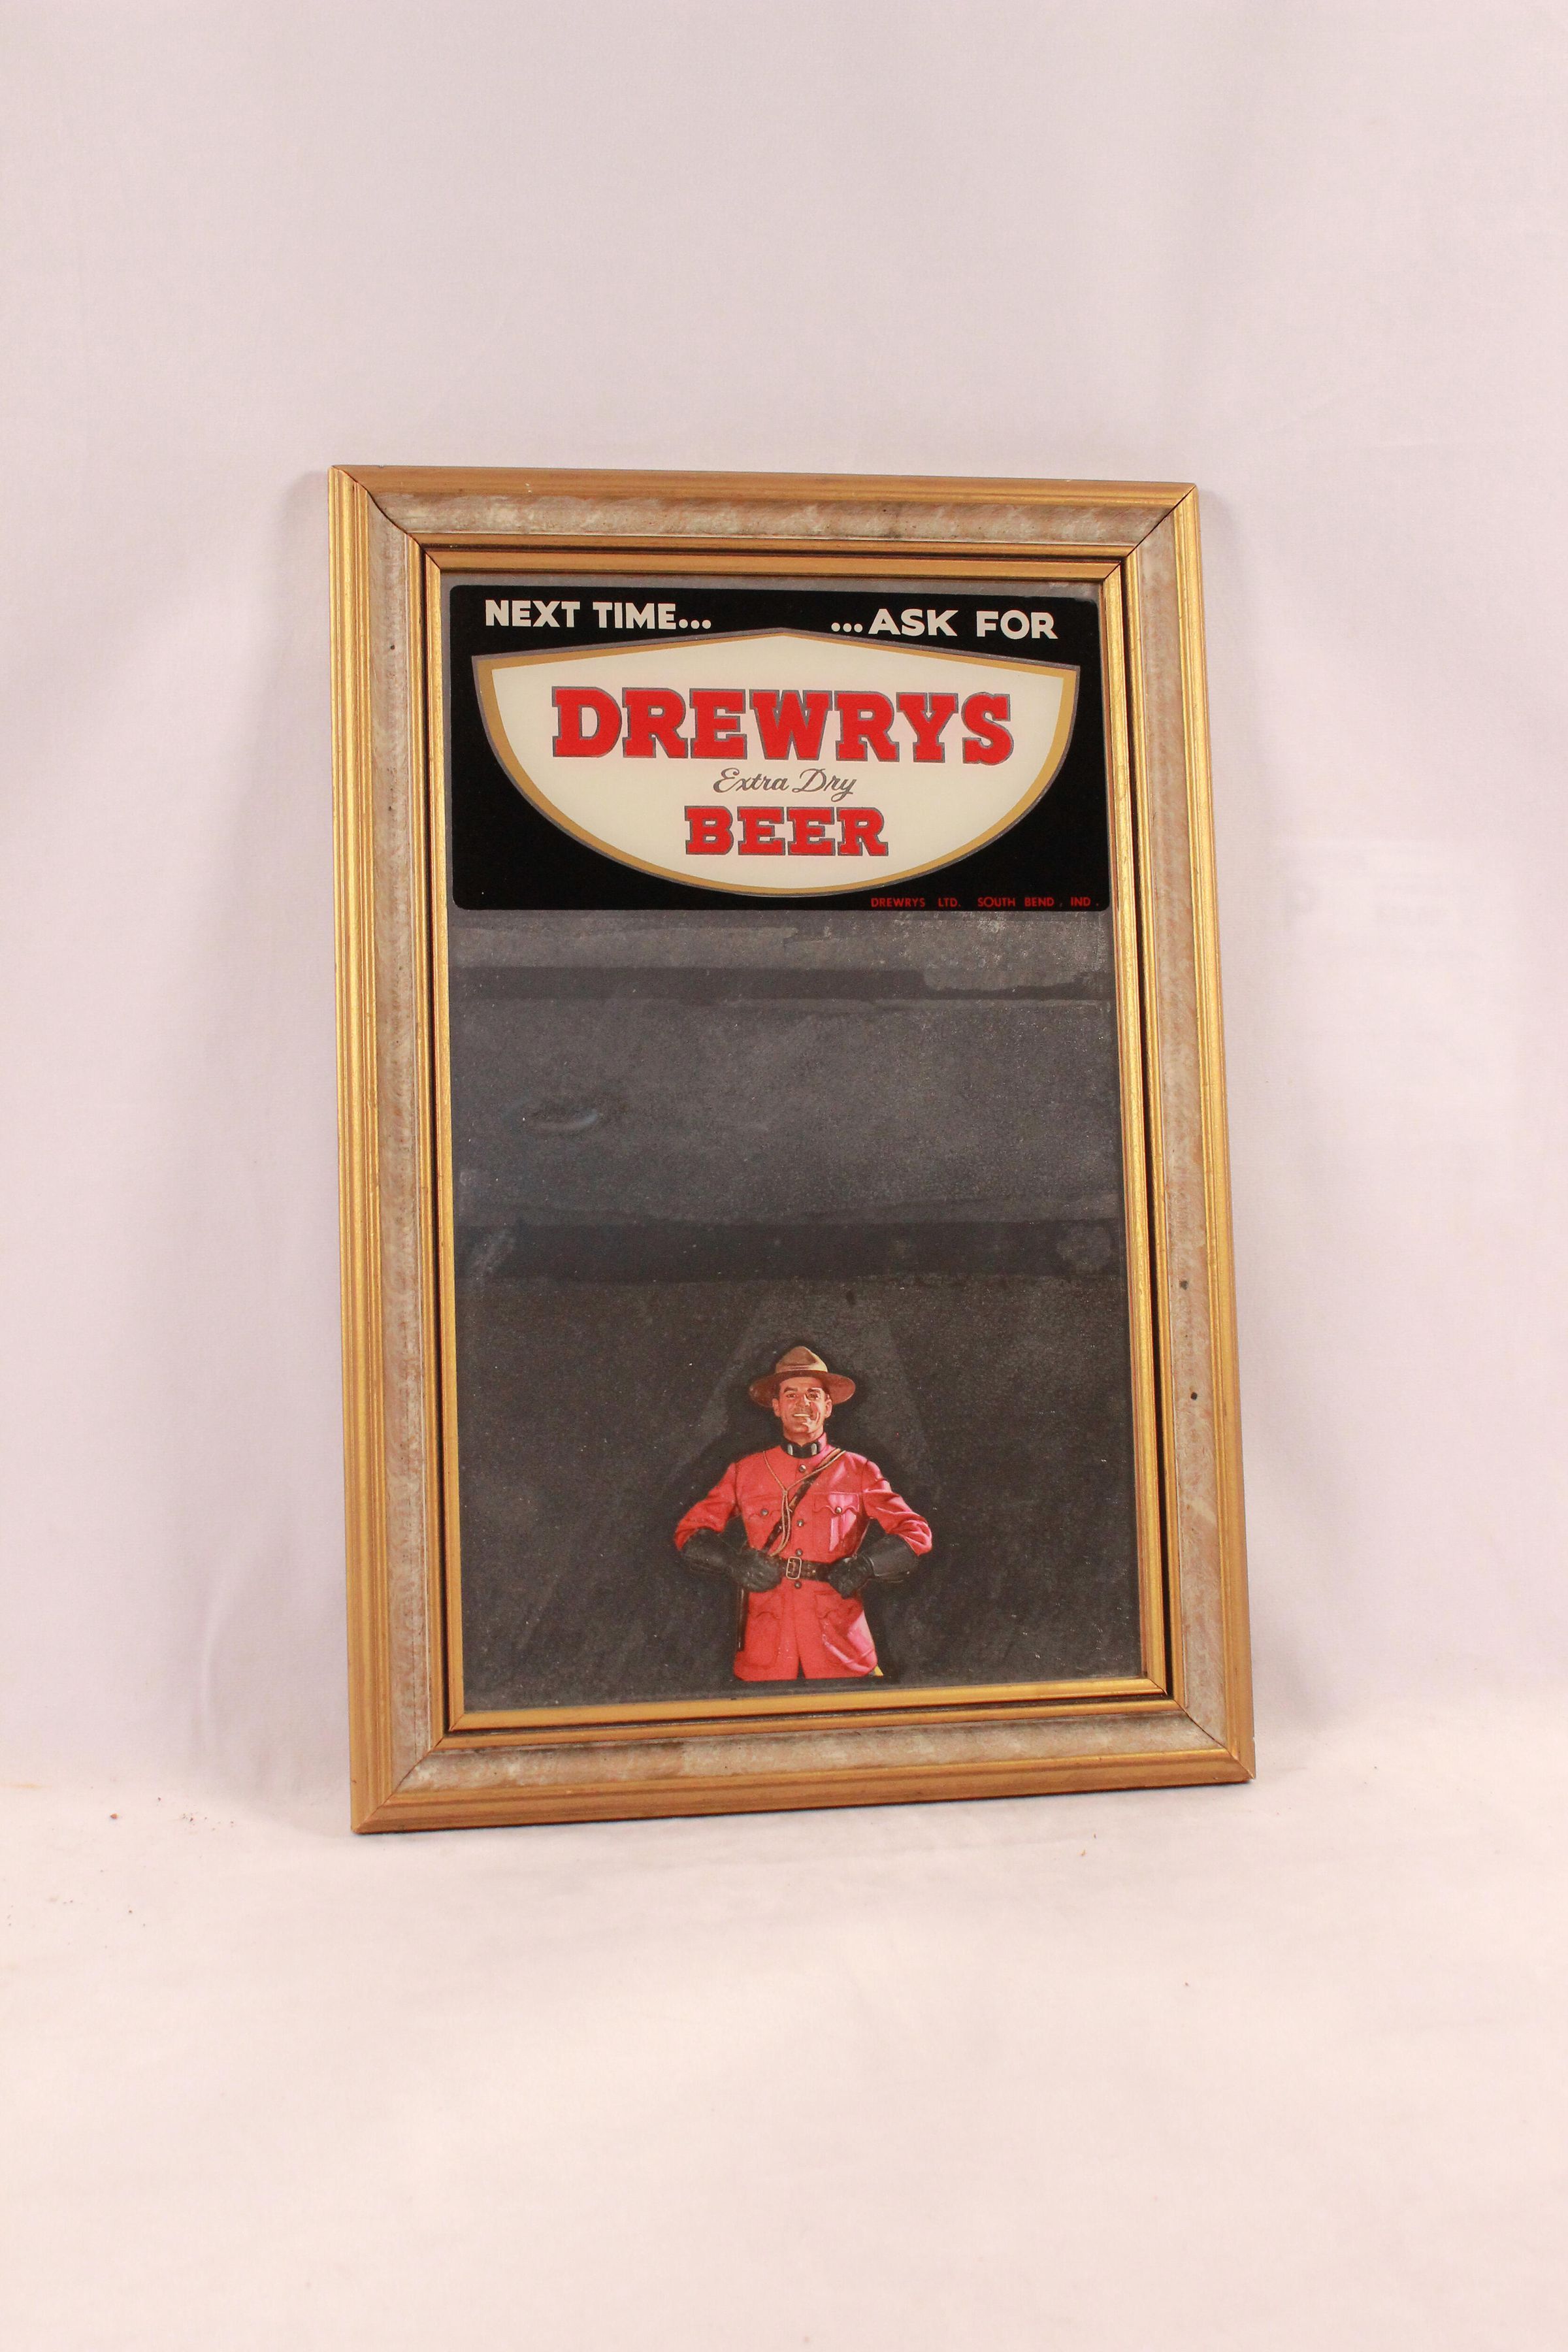 NEXT TIME... ...ASK FOR
DREWRYS
Extra Dry
BEER
DREWRYS LTD. SOUTH BEND, IND.